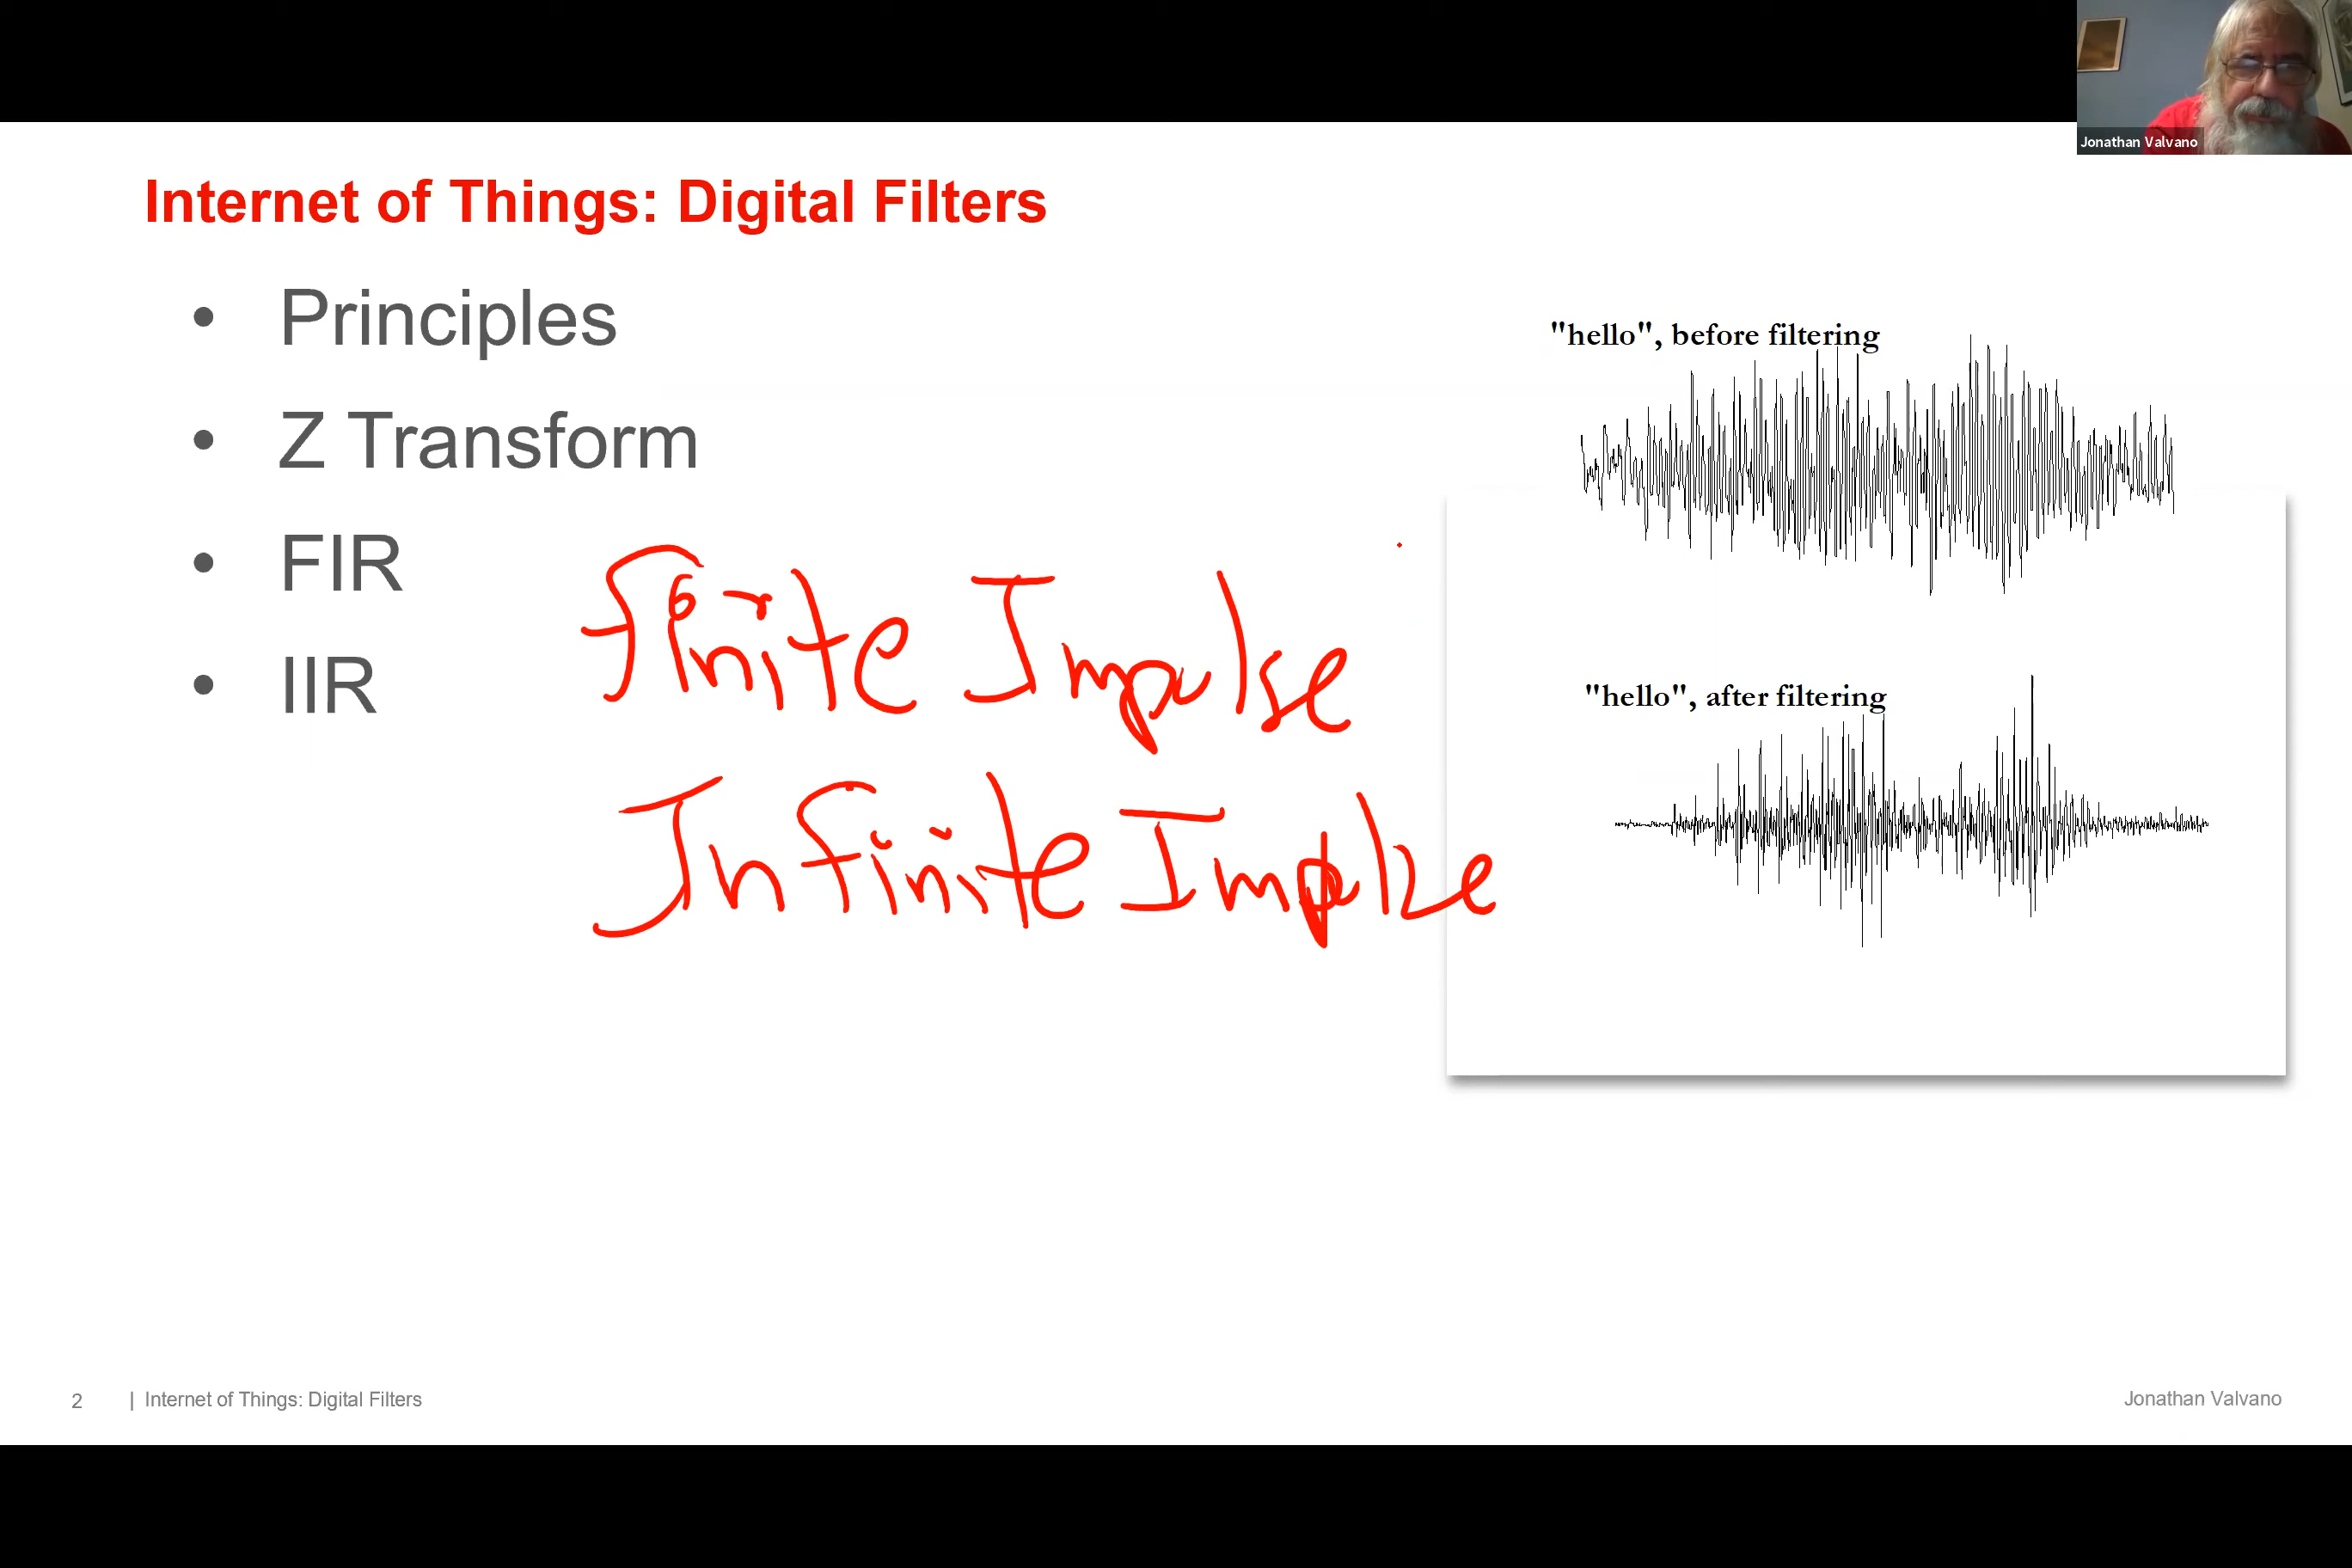 Jonathan Valvano
Internet of Things: Digital Filters
• Principles
• Z Transform
• FIR
finite Impulse
• IIR
Infinite Implse
"hello", before filtering
"hello", after filtering
2 | Internet of Things: Digital Filters
Jonathan Valvano